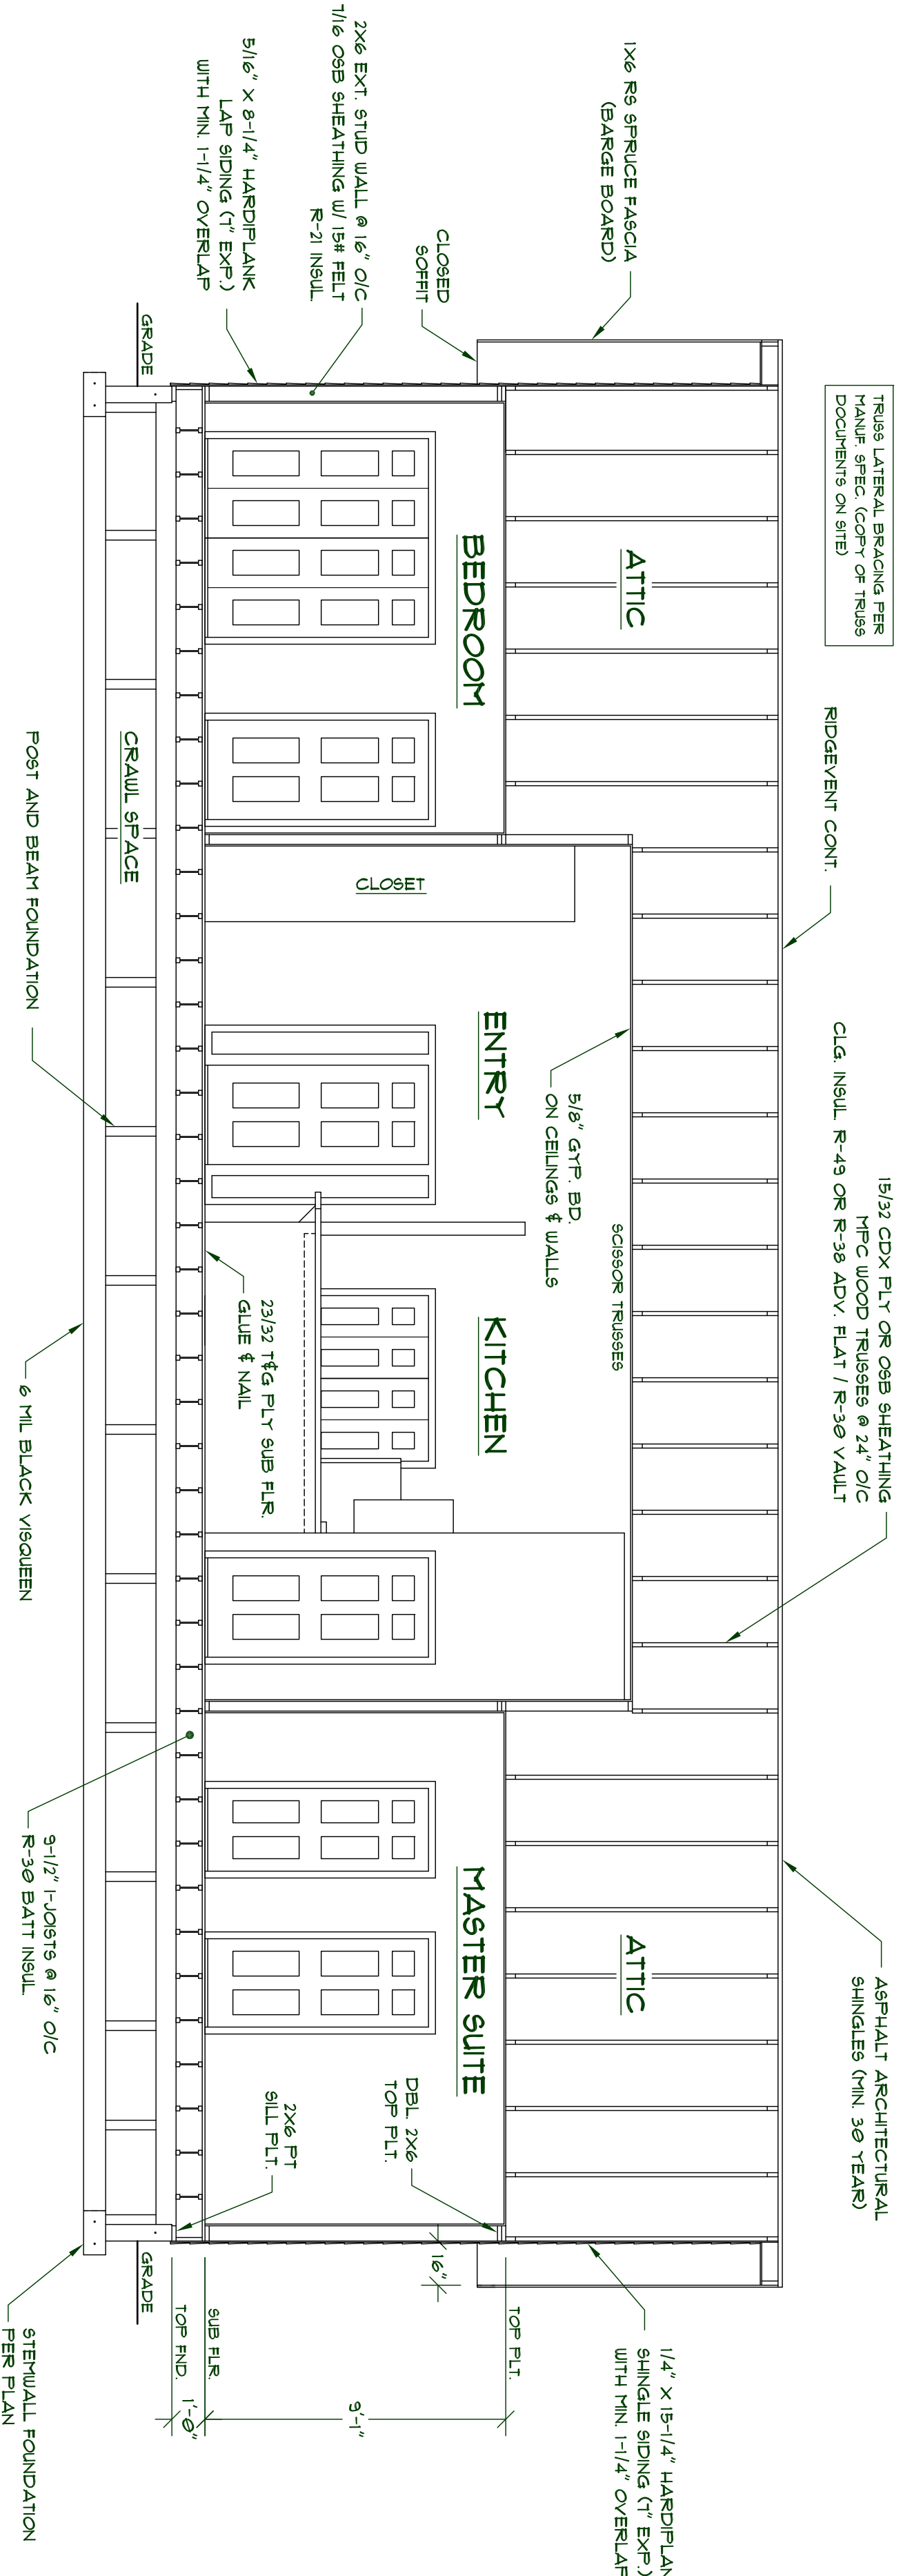 TRUSS LATERAL BRACING PER
MANUF. SPEC. (COPY OF TRUSS
DOCUMENTS ON SITE)
RIDGEVENT CONT.
15/32 CDX PLY OR OSB SHEATHING
MPC WOOD TRUSSES @ 24" O/C
CLG. INSUL. R-49 OR R-38 ADV. FLAT / R-30 VAULT
ASPHALT ARCHITECTURAL
SHINGLES (MIN. 30 YEAR)
1X6 RS SPRUCE FASCIA
(BARGE BOARD)
CLOSED
SOFFIT
2X6 EXT. STUD WALL @ 16" O/C
7/16 OSB SHEATHING W/ 15# FELT
R-21 INSUL.
5/16" X 8-1/4" HARDIPLANK
LAP SIDING (7" EXP.)
WITH MIN. 1-1/4" OVERLAP
GRADE
ATTIC
BEDROOM
CLOSET
ENTRY
5/8" GYP. BD.
ON CEILINGS & WALLS
SCISSOR TRUSSES
KITCHEN
23/32 T&G PLY SUB FLR.
GLUE & NAIL
ATTIC
MASTER SUITE
DBL. 2X6
TOP PLT.
2X6 PT
SILL PLT.
16"
1/4" X 15-1/4" HARDIPLAN
SHINGLE SIDING (7" EXP.)
WITH MIN. 1-1/4" OVERLAP
TOP PLT.
9'-1"
SUB FLR.
1'-0"
TOP FND.
GRADE
CRAWL SPACE
POST AND BEAM FOUNDATION
6 MIL BLACK VISQUEEN
9-1/2" I-JOISTS @ 16" O/C
R-30 BATT INSUL.
STEMWALL FOUNDATION
PER PLAN